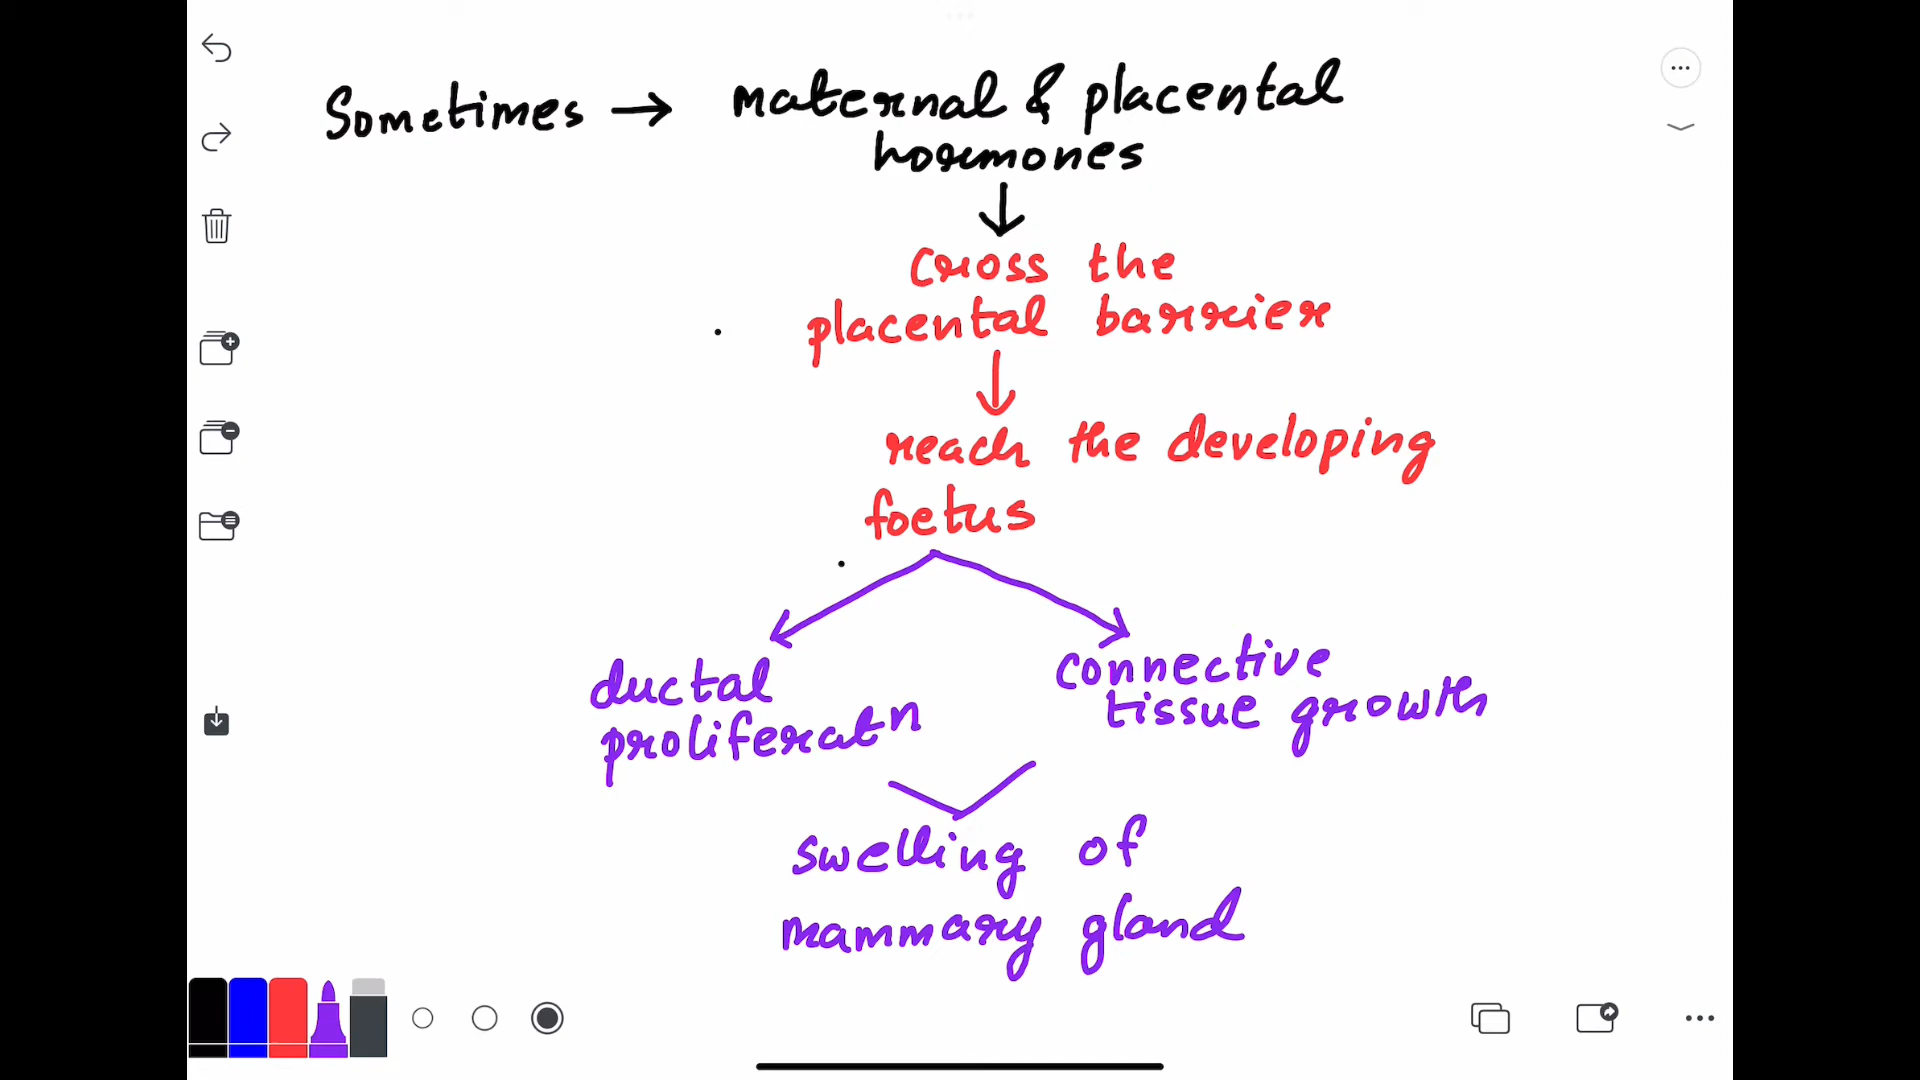 Sometimes → maternal & placental
hormones
↓
cross the
placental barrier
↓
reach the developing
foetus
ductal
proliferatn
connective
tissue growth
swelling of
mammary gland